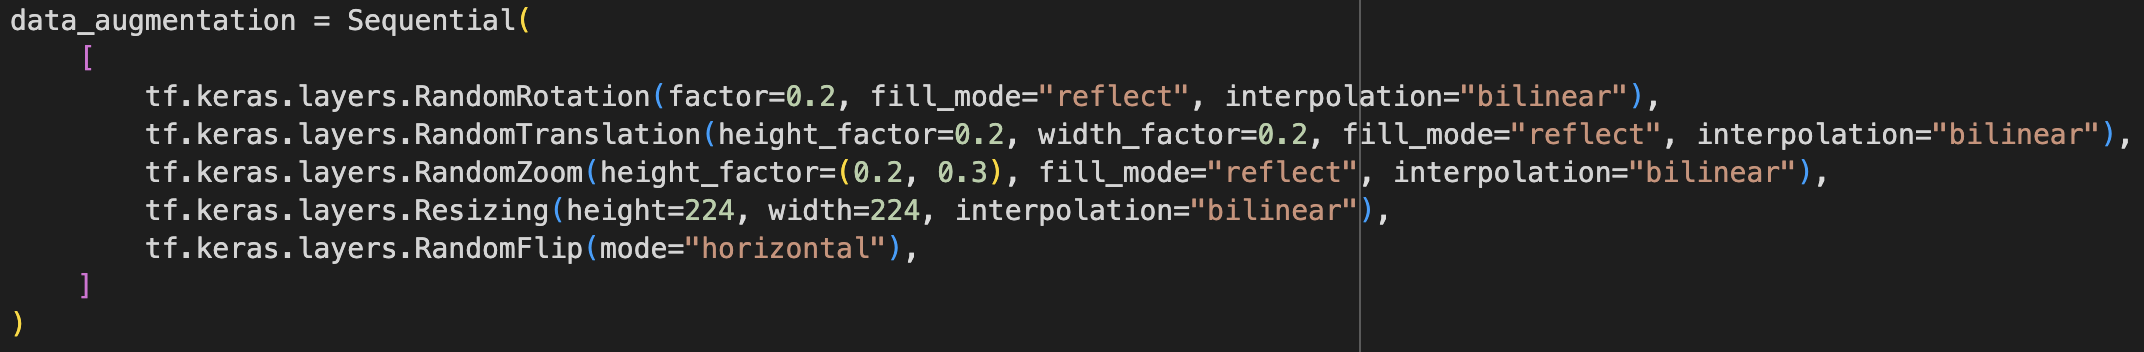 data_augmentation = Sequential(
    [
        tf.keras.layers.RandomRotation(factor=0.2, fill_mode="reflect", interpolation="bilinear"),
        tf.keras.layers.RandomTranslation(height_factor=0.2, width_factor=0.2, fill_mode="reflect", interpolation="bilinear"),
        tf.keras.layers.RandomZoom(height_factor=(0.2, 0.3), fill_mode="reflect", interpolation="bilinear"),
        tf.keras.layers.Resizing(height=224, width=224, interpolation="bilinear"),
        tf.keras.layers.RandomFlip(mode="horizontal"),
    ]
)